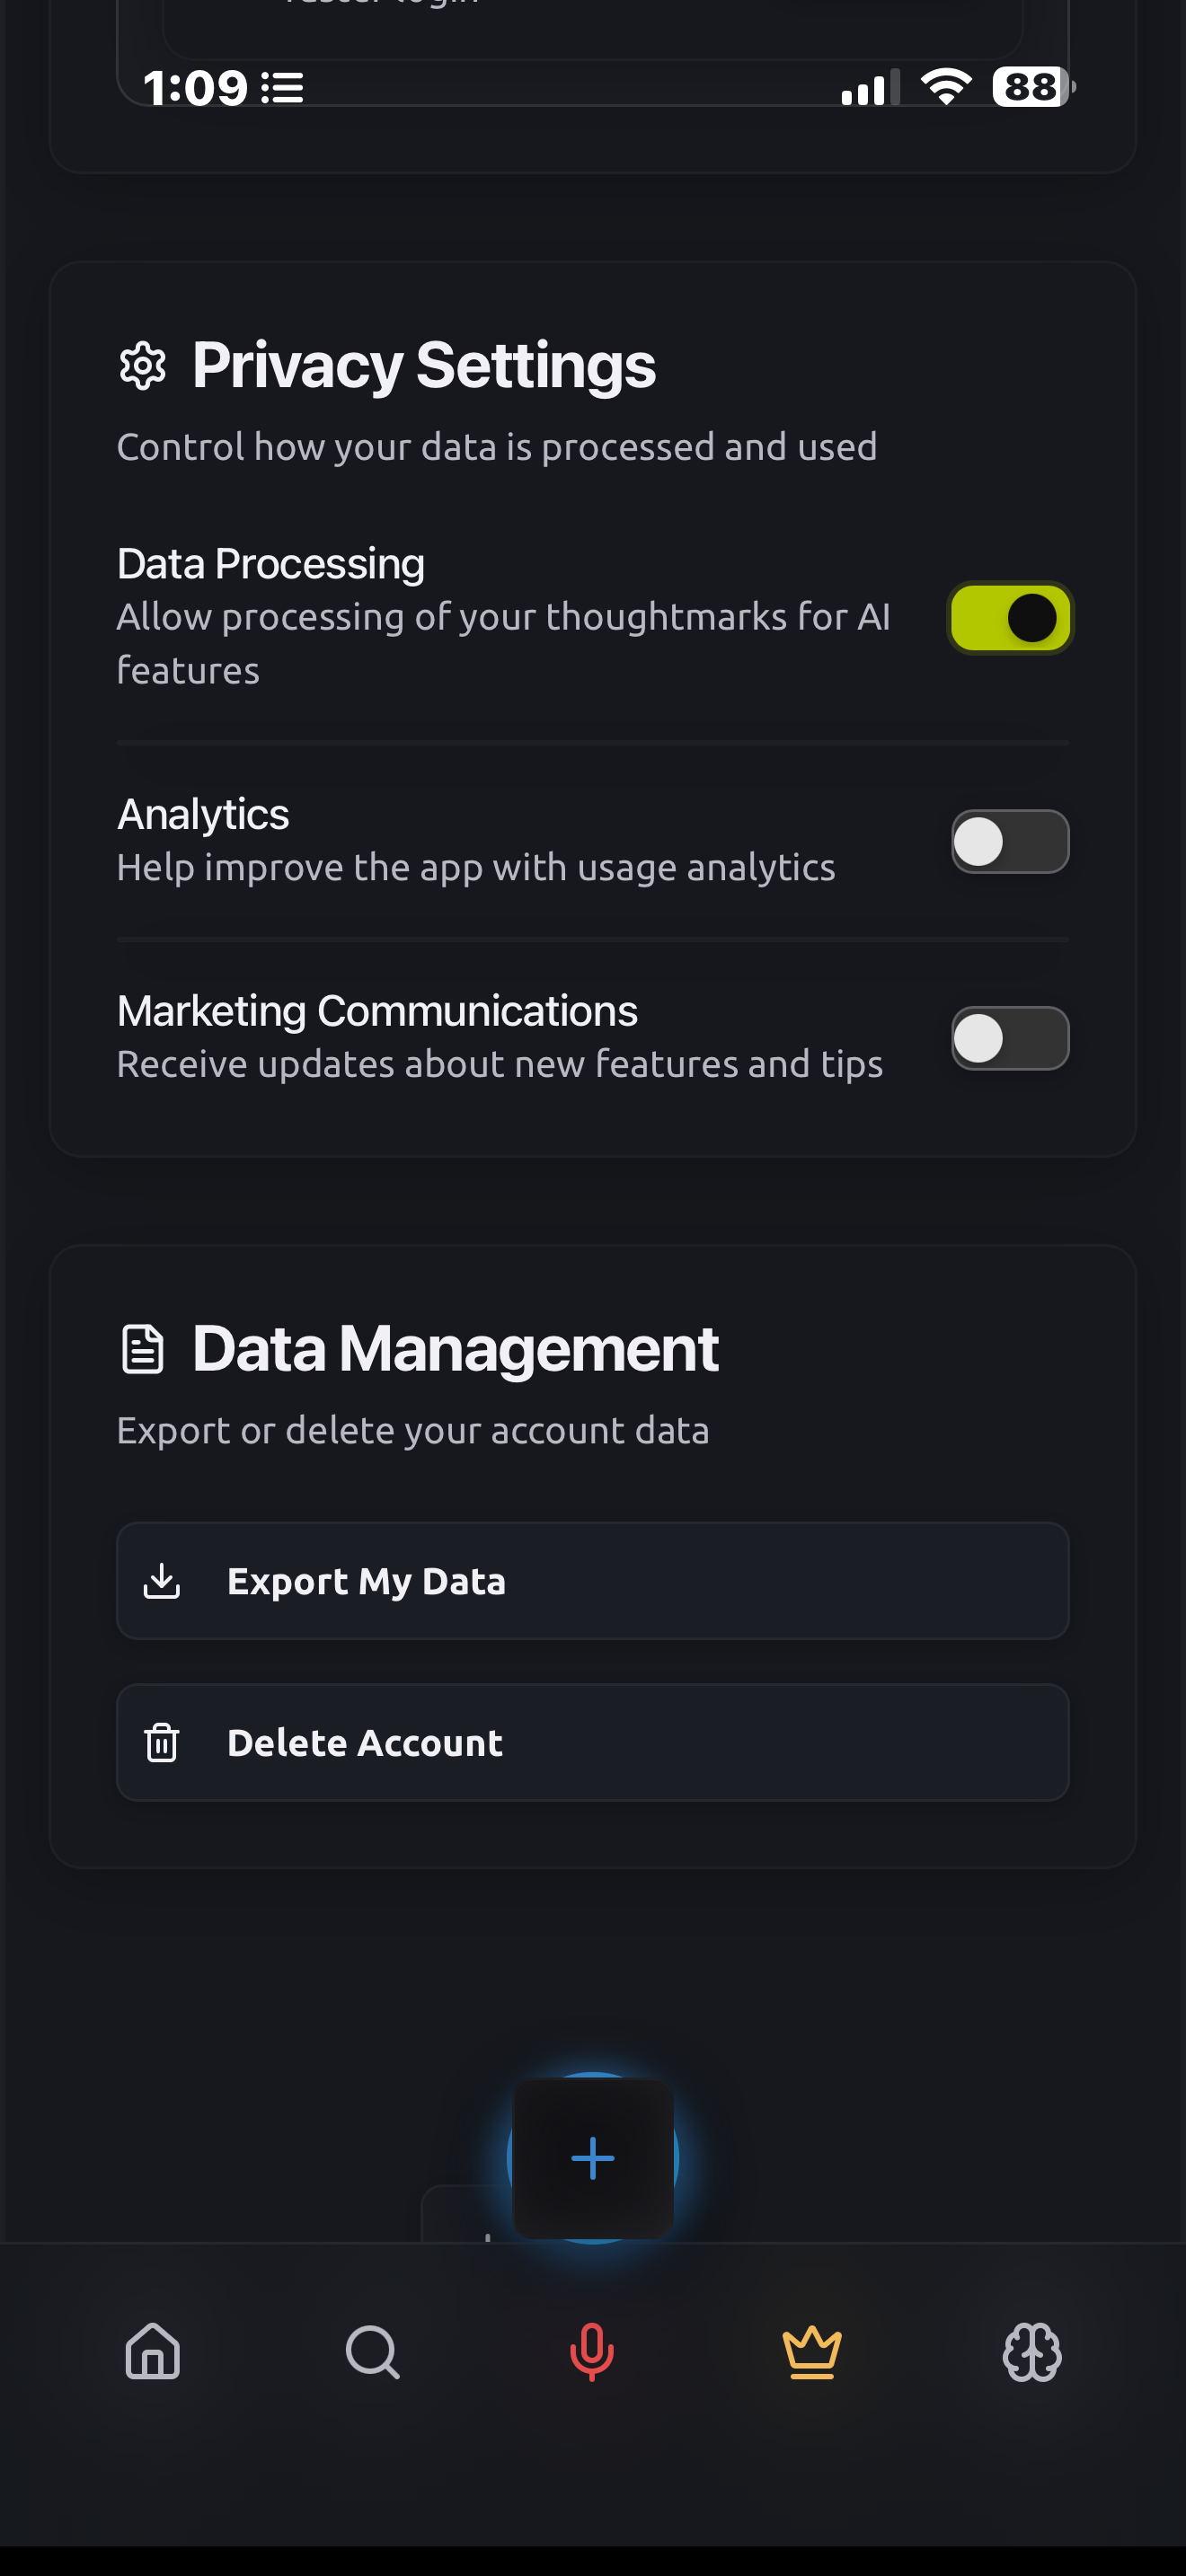 1:09
88
Privacy Settings
Control how your data is processed and used
Data Processing
Allow processing of your thoughtmarks for AI
features
Analytics
Help improve the app with usage analytics
Marketing Communications
Receive updates about new features and tips
Data Management
Export or delete your account data
Export My Data
Delete Account